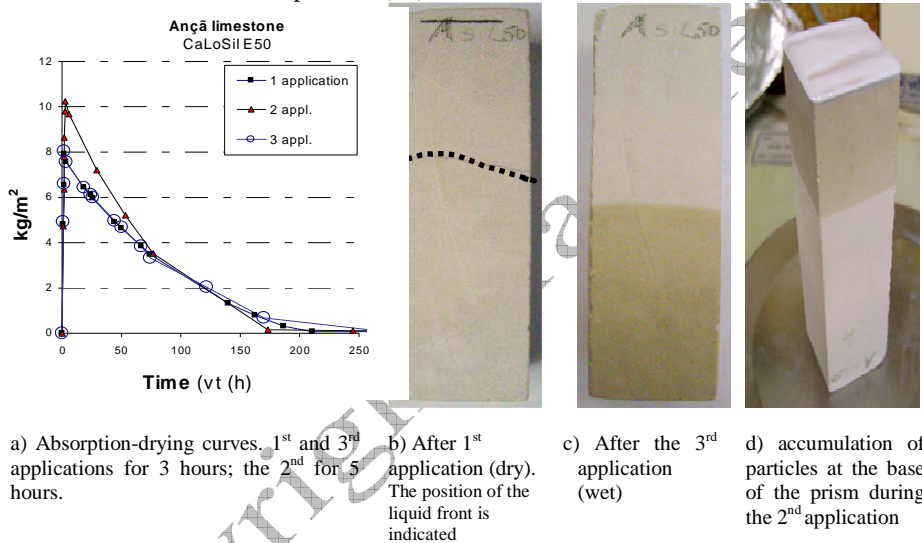 Ançã limestone
CaLoSil E50
12
10
8
6
4
2
0
kg/m²
1 application
2 appl.
3 appl.
0 50 100 150 200 250
Time (√t (h)
A SiL50
A SiL50
a) Absorption-drying curves. 1st and 3rd
applications for 3 hours; the 2nd for 5
hours.
b) After 1st
application (dry).
The position of the
liquid front is
indicated
c) After the 3rd
application
(wet)
d) accumulation of
particles at the base
of the prism during
the 2nd application